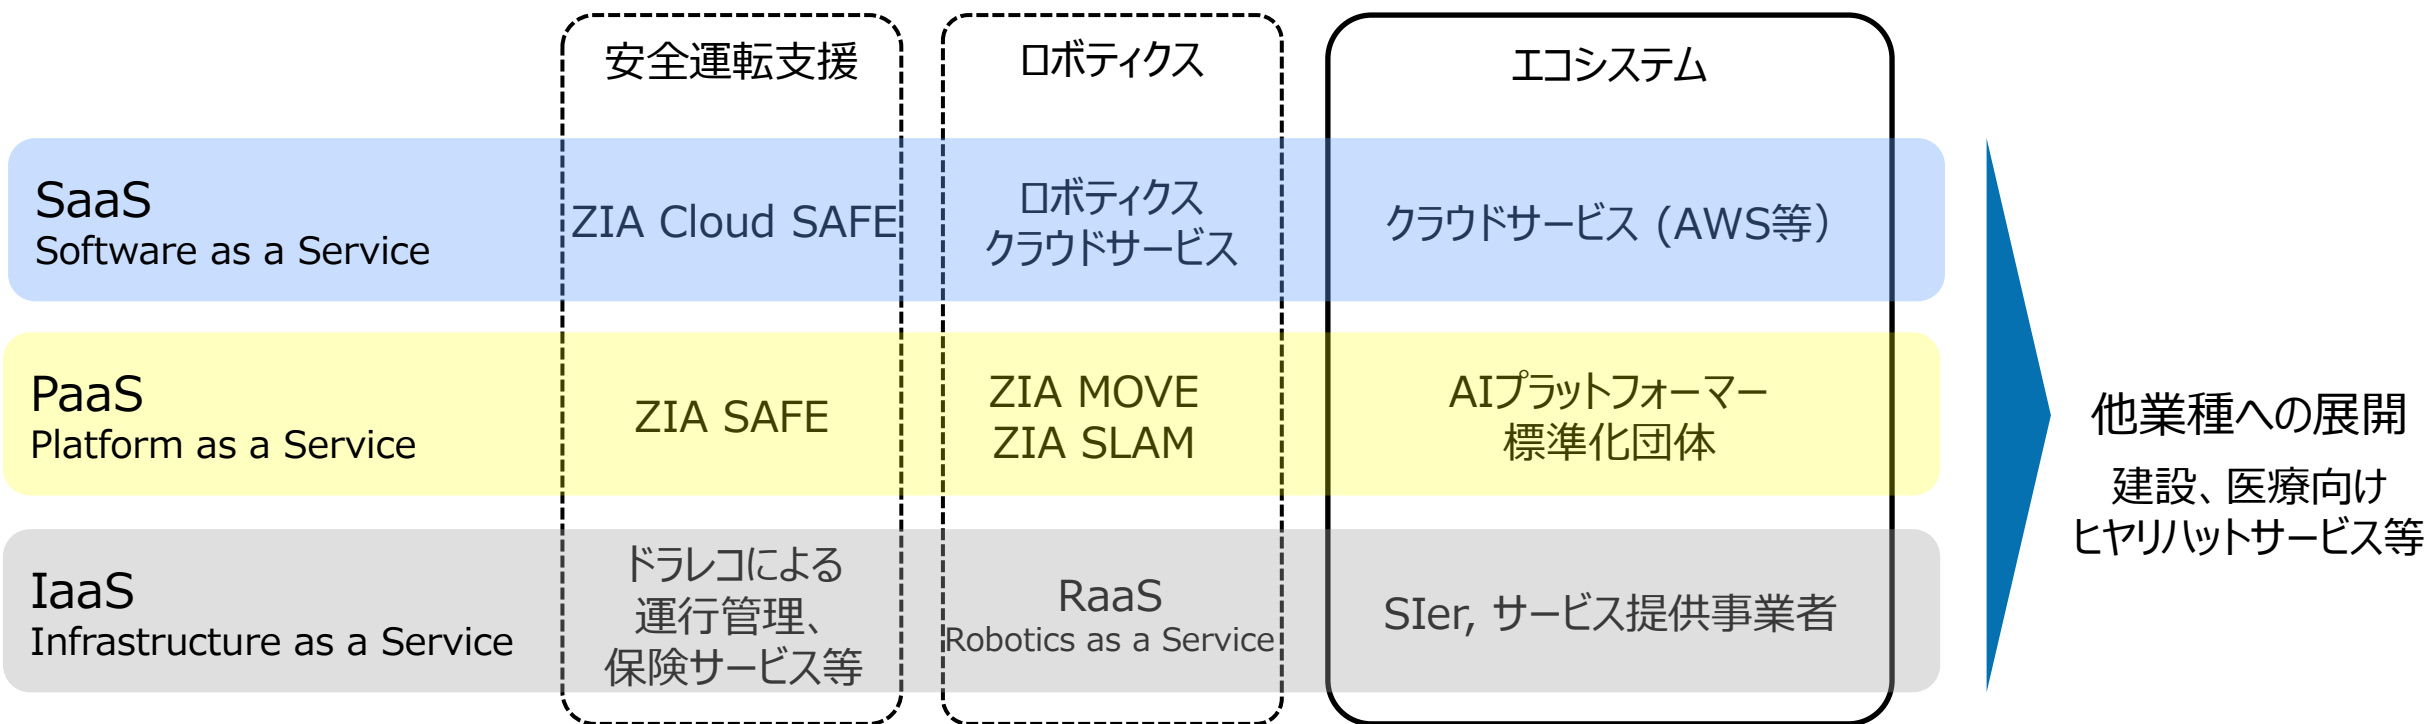 安全運転支援
ロボティクス
エコシステム
SaaS
Software as a Service
ZIA Cloud SAFE
ロボティクス
クラウドサービス
クラウドサービス (AWS等）
PaaS
Platform as a Service
ZIA SAFE
ZIA MOVE
ZIA SLAM
AIプラットフォーマー
標準化団体
IaaS
Infrastructure as a Service
ドラレコによる
運行管理、
保険サービス等
RaaS
Robotics as a Service
SIer, サービス提供事業者
他業種への展開
建設、医療向け
ヒヤリハットサービス等